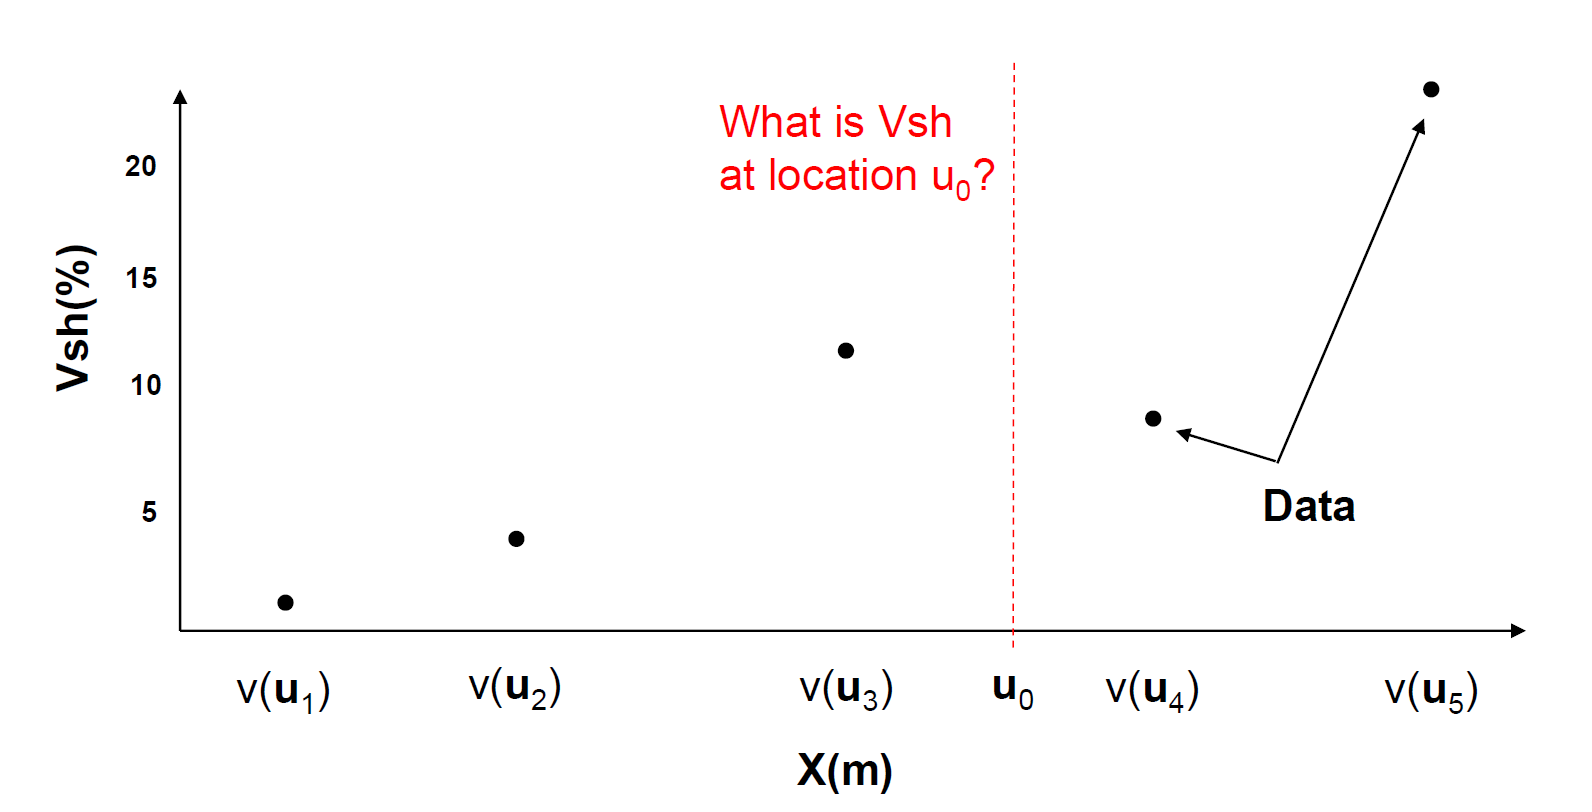 What is Vsh
at location u₀?
20
15
10
5
Vsh(%)
Data
v(u₁) v(u₂) v(u₃) u₀ v(u₄) v(u₅)
X(m)